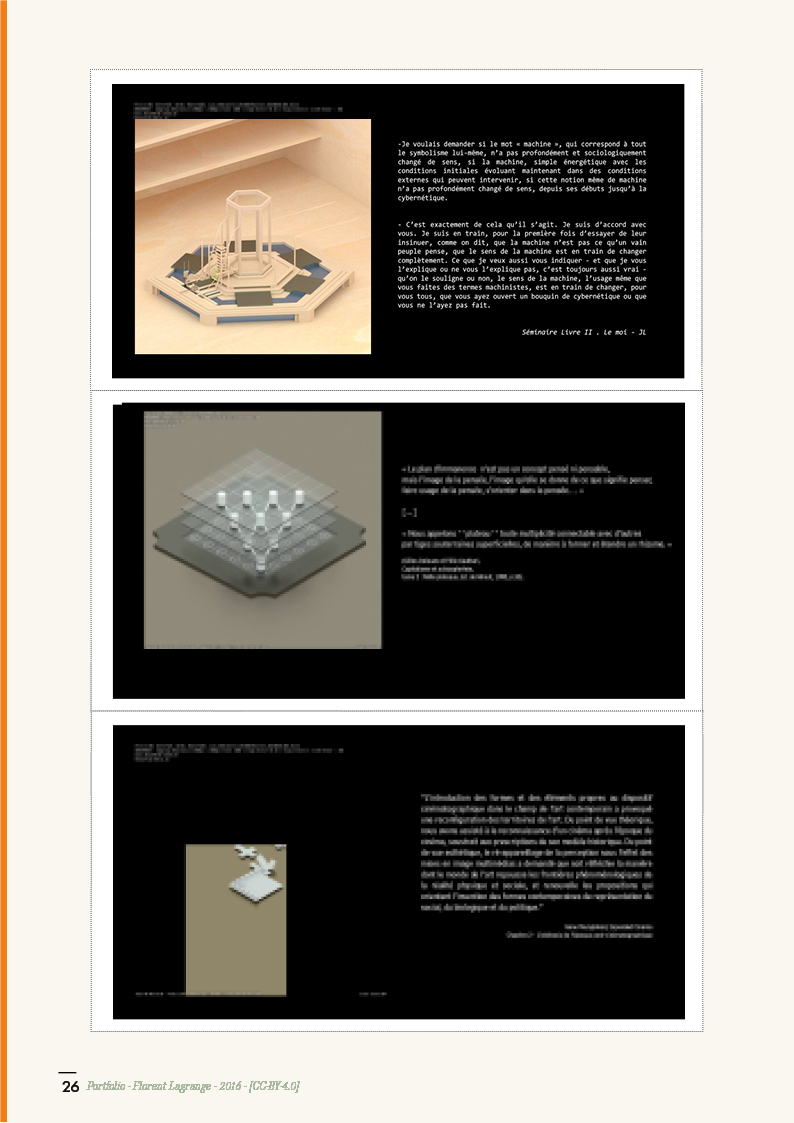 -Je voulais demander si le mot « machine », qui correspond à tout
le symbolisme lui-même, n’a pas profondément et sociologiquement
changé de sens, si la machine, simple énergétique avec les
conditions initiales évoluant maintenant dans des conditions
externes qui peuvent intervenir, si cette notion même de machine
n’a pas profondément changé de sens, depuis ses débuts jusqu’à la
cybernétique.
- C’est exactement de cela qu’il s’agit. Je suis d’accord avec
vous. Je suis en train, pour la première fois d’essayer de leur
insinuer, comme on dit, que la machine n’est pas ce qu’un vain
peuple pense, que le sens de la machine est en train de changer
complètement. Ce que je veux aussi vous indiquer - et que je vous
l’explique ou ne vous l’explique pas, c’est toujours aussi vrai -
qu’on le souligne ou non, le sens de la machine, l’usage même que
vous faites des termes machinistes, est en train de changer, pour
vous tous, que vous ayez ouvert un bouquin de cybernétique ou que
vous ne l’ayez pas fait.
Séminaire Livre II . Le moi - JL
« Le plan d'immanence n'est pas un concept pensé ni pensable,
mais l'image de la pensée, l'image qu'elle se donne de ce que signifie penser,
faire usage de la pensée, s'orienter dans la pensée... »
[...]
« Nous appelons ''plateau'' toute multiplicité connectable avec d'autres
par tiges souterraines superficielles, de manière à former et étendre un rhizome. »
Capitalisme et schizophrénie,
"L'introduction des formes et des éléments propres au dispositif
cinématographique dans le champ de l'art contemporain a provoqué
une reconfiguration des territoires de l'art. Du point de vue théorique,
nous avons assisté à la reconnaissance d'un cinéma après l'époque du
cinéma, soustrait aux prescriptions de son modèle historique. Du point
de vue esthétique, le ré-appareillage de la perception sous l'effet des
mises en image multimédias a demandé que soit réfléchie la manière
dont le monde de l'art repousse les frontières phénoménologiques de
la réalité physique et sociale, et renouvelle les propositions qui
orientent l'invention des formes contemporaines de représentation du
social, du biologique et du politique."
26 Portfolio - Florent Lagrange - 2016 - [CC-BY-4.0]